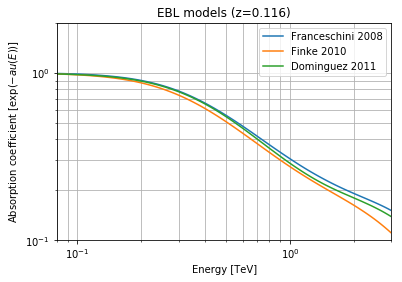 EBL models (z=0.116)
Franceschini 2008
Finke 2010
Dominguez 2011
Absorption coefficient [exp(−au(E))]
10⁰
10⁻¹
10⁻¹
10⁰
Energy [TeV]